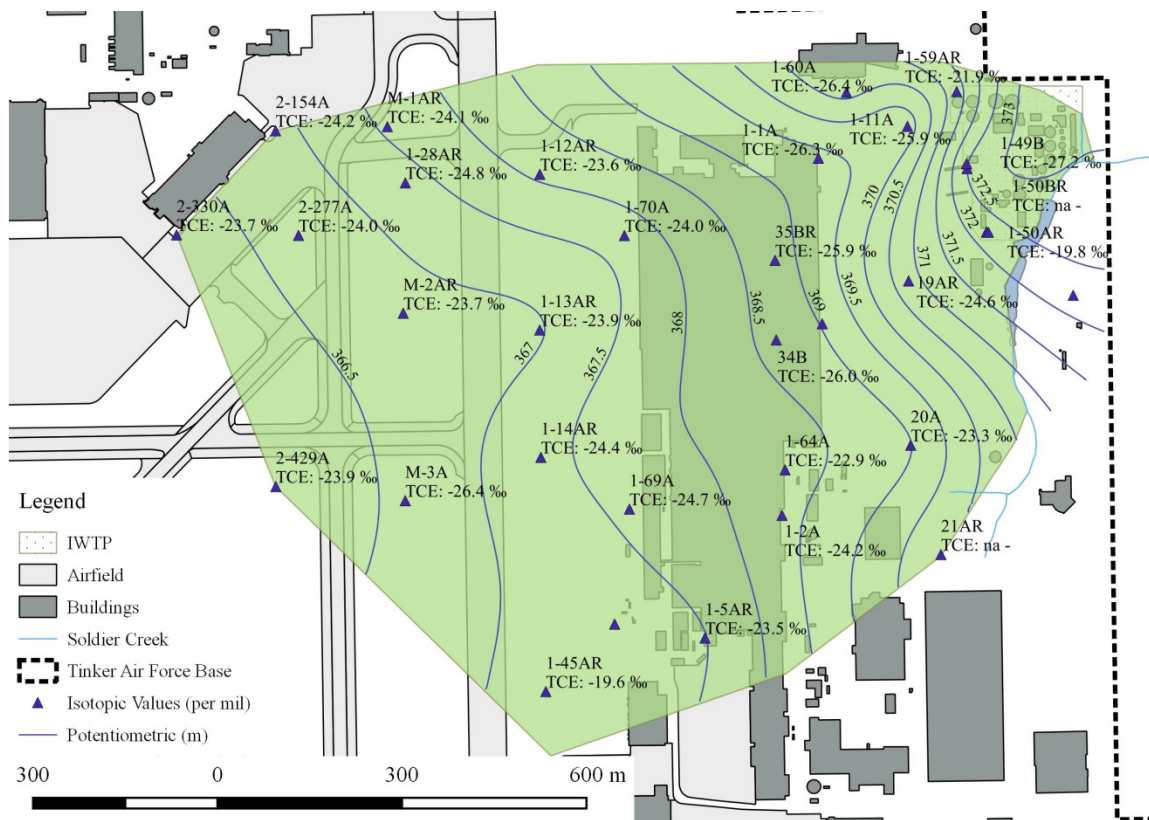 1-60A
TCE: -26.4 ‰
1-59AR
TCE: -21.9 ‰
2-154A
TCE: -24.2 ‰
M-1AR
TCE: -24.1 ‰
1-11A
TCE: -25.9 ‰
373
1-1A
TCE: -26.3 ‰
1-12AR
TCE: -23.6 ‰
1-28AR
TCE: -24.8 ‰
1-49B
TCE: -27.2 ‰
372.5
1-50BR
TCE: na -
370
370.5
2-330A
TCE: -23.7 ‰
2-277A
TCE: -24.0 ‰
1-70A
TCE: -24.0 ‰
372
1-50AR
TCE: -19.8 ‰
35BR
TCE: -25.9 ‰
371.5
371
19AR
TCE: -24.6 ‰
M-2AR
TCE: -23.7 ‰
1-13AR
TCE: -23.9 ‰
368
368.5
369
369.5
366.5
367
367.5
34B
TCE: -26.0 ‰
20A
TCE: -23.3 ‰
1-14AR
TCE: -24.4 ‰
1-64A
TCE: -22.9 ‰
2-429A
TCE: -23.9 ‰
M-3A
TCE: -26.4 ‰
1-69A
TCE: -24.7 ‰
1-2A
TCE: -24.2 ‰
21AR
TCE: na -
1-5AR
TCE: -23.5 ‰
1-45AR
TCE: -19.6 ‰
Legend
IWTP
Airfield
Buildings
Soldier Creek
Tinker Air Force Base
Isotopic Values (per mil)
Potentiometric (m)
300 0 300 600 m